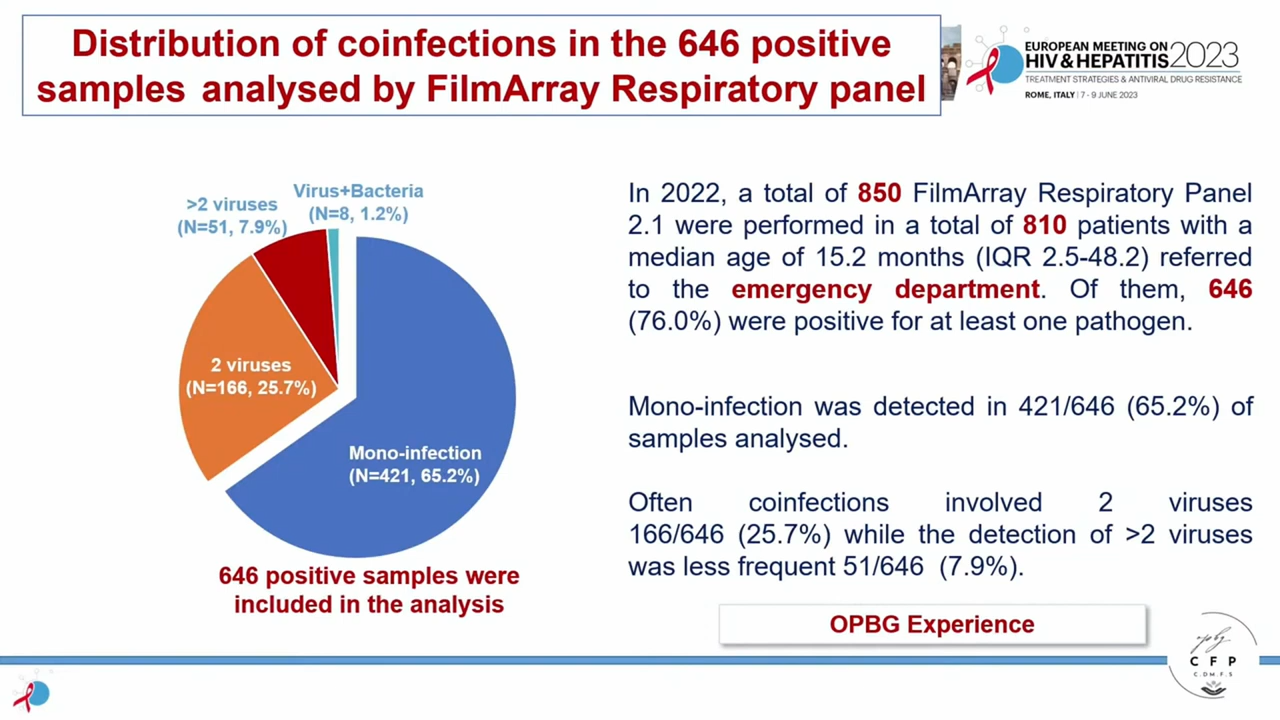 Distribution of coinfections in the 646 positive
samples analysed by FilmArray Respiratory panel
EUROPEAN MEETING ON
HIV & HEPATITIS 2023
TREATMENT STRATEGIES & ANTIVIRAL DRUG RESISTANCE
ROME, ITALY | 7 - 9 JUNE 2023
Virus+Bacteria
(N=8, 1.2%)
>2 viruses
(N=51, 7.9%)
2 viruses
(N=166, 25.7%)
Mono-infection
(N=421, 65.2%)
646 positive samples were
included in the analysis
In 2022, a total of 850 FilmArray Respiratory Panel
2.1 were performed in a total of 810 patients with a
median age of 15.2 months (IQR 2.5-48.2) referred
to the emergency department. Of them, 646
(76.0%) were positive for at least one pathogen.
Mono-infection was detected in 421/646 (65.2%) of
samples analysed.
Often coinfections involved 2 viruses
166/646 (25.7%) while the detection of >2 viruses
was less frequent 51/646 (7.9%).
OPBG Experience
opbg
C F P
C.D.M.F.S